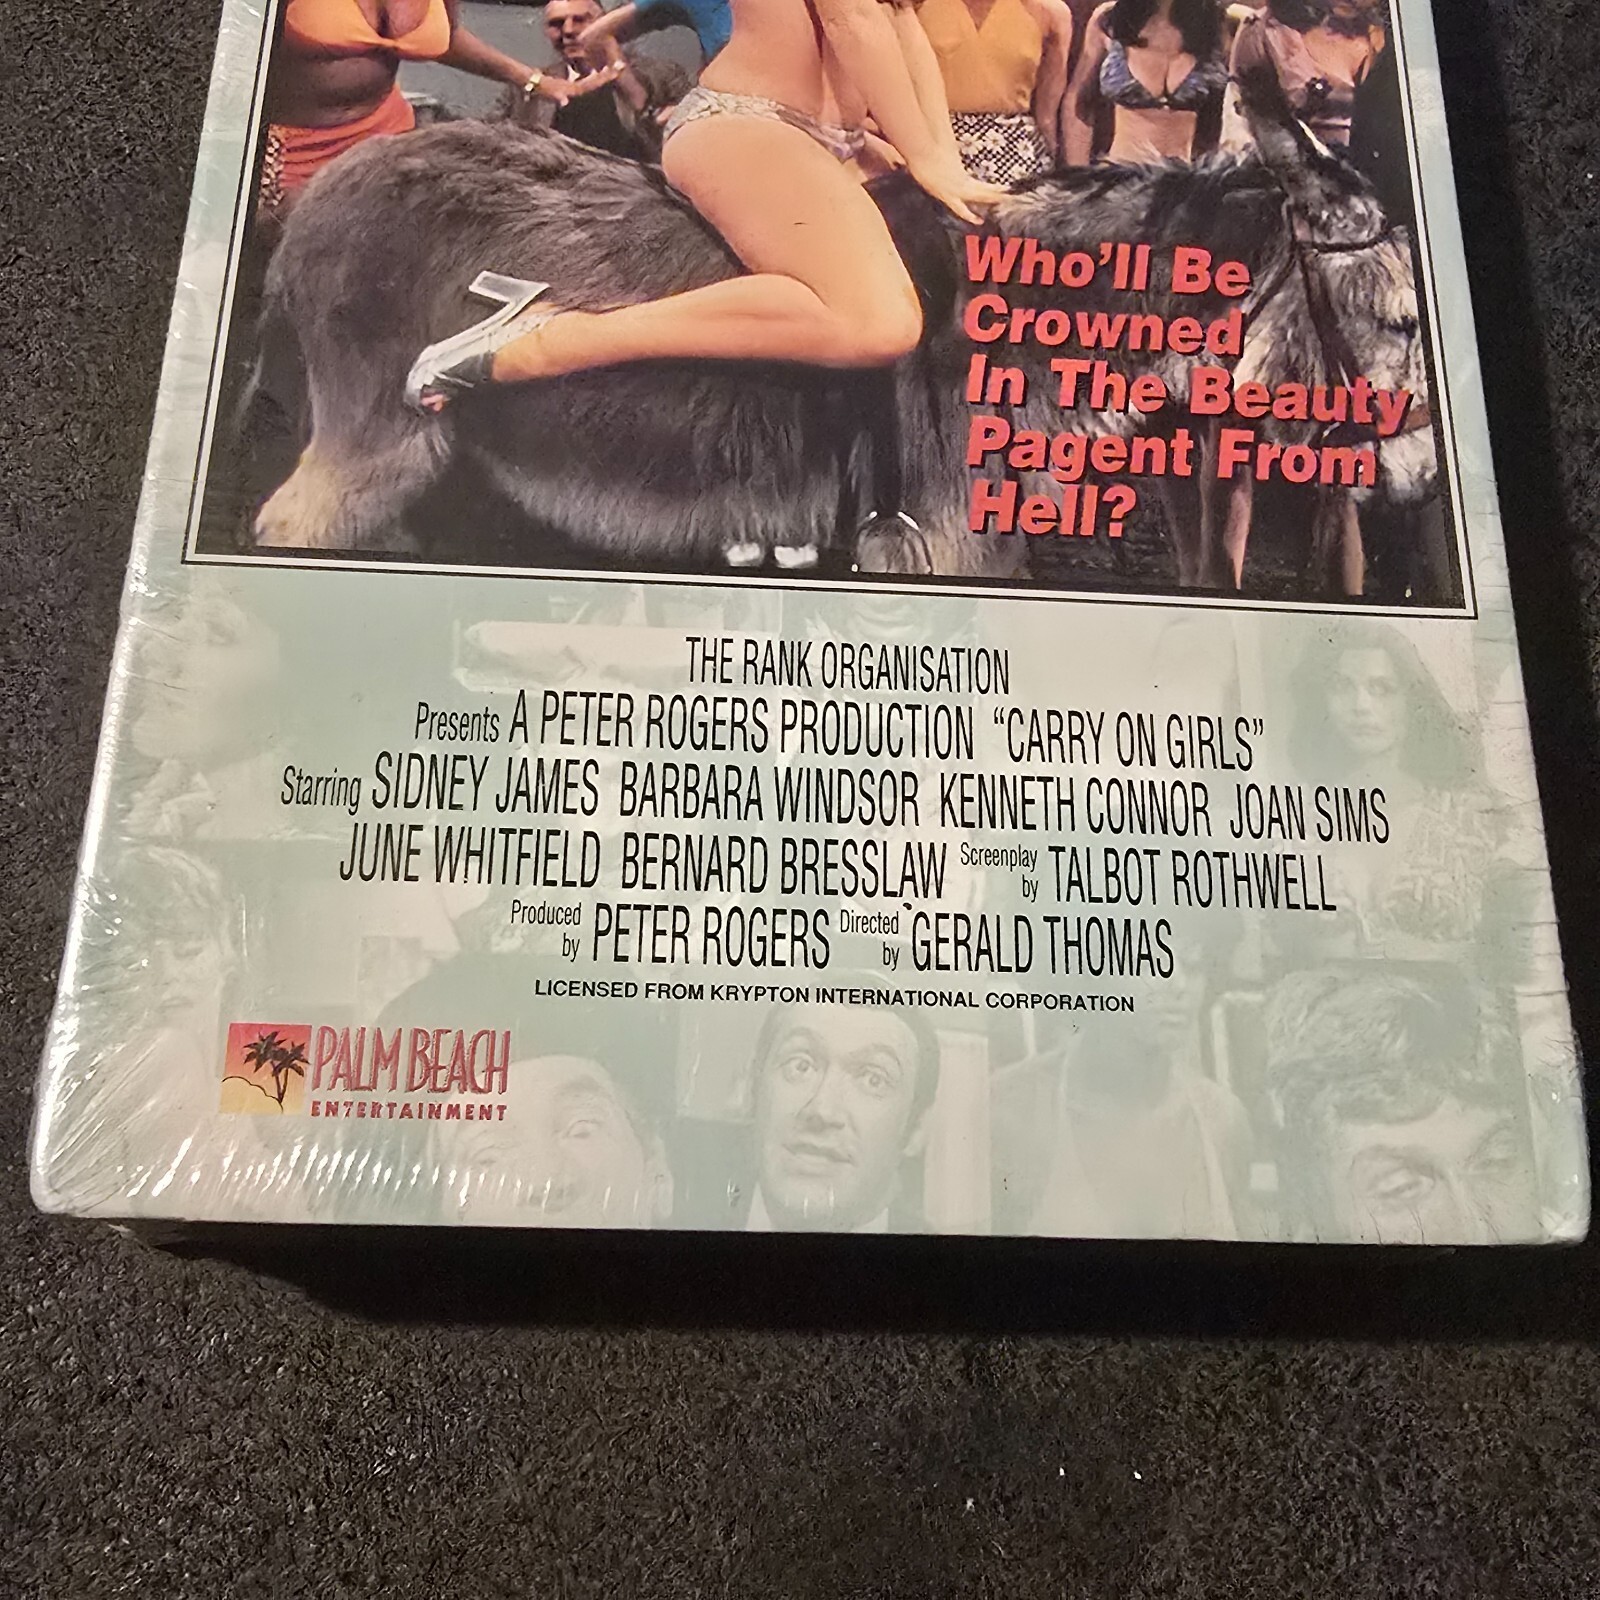 Who'll Be
Crowned
In The Beauty
Pagent From
Hell?
THE RANK ORGANISATION
Presents A PETER ROGERS PRODUCTION "CARRY ON GIRLS"
Starring SIDNEY JAMES BARBARA WINDSOR KENNETH CONNOR JOAN SIMS
JUNE WHITFIELD BERNARD BRESSLAW Screenplay by TALBOT ROTHWELL
Produced by PETER ROGERS Directed by GERALD THOMAS
LICENSED FROM KRYPTON INTERNATIONAL CORPORATION
PALM BEACH
ENTERTAINMENT